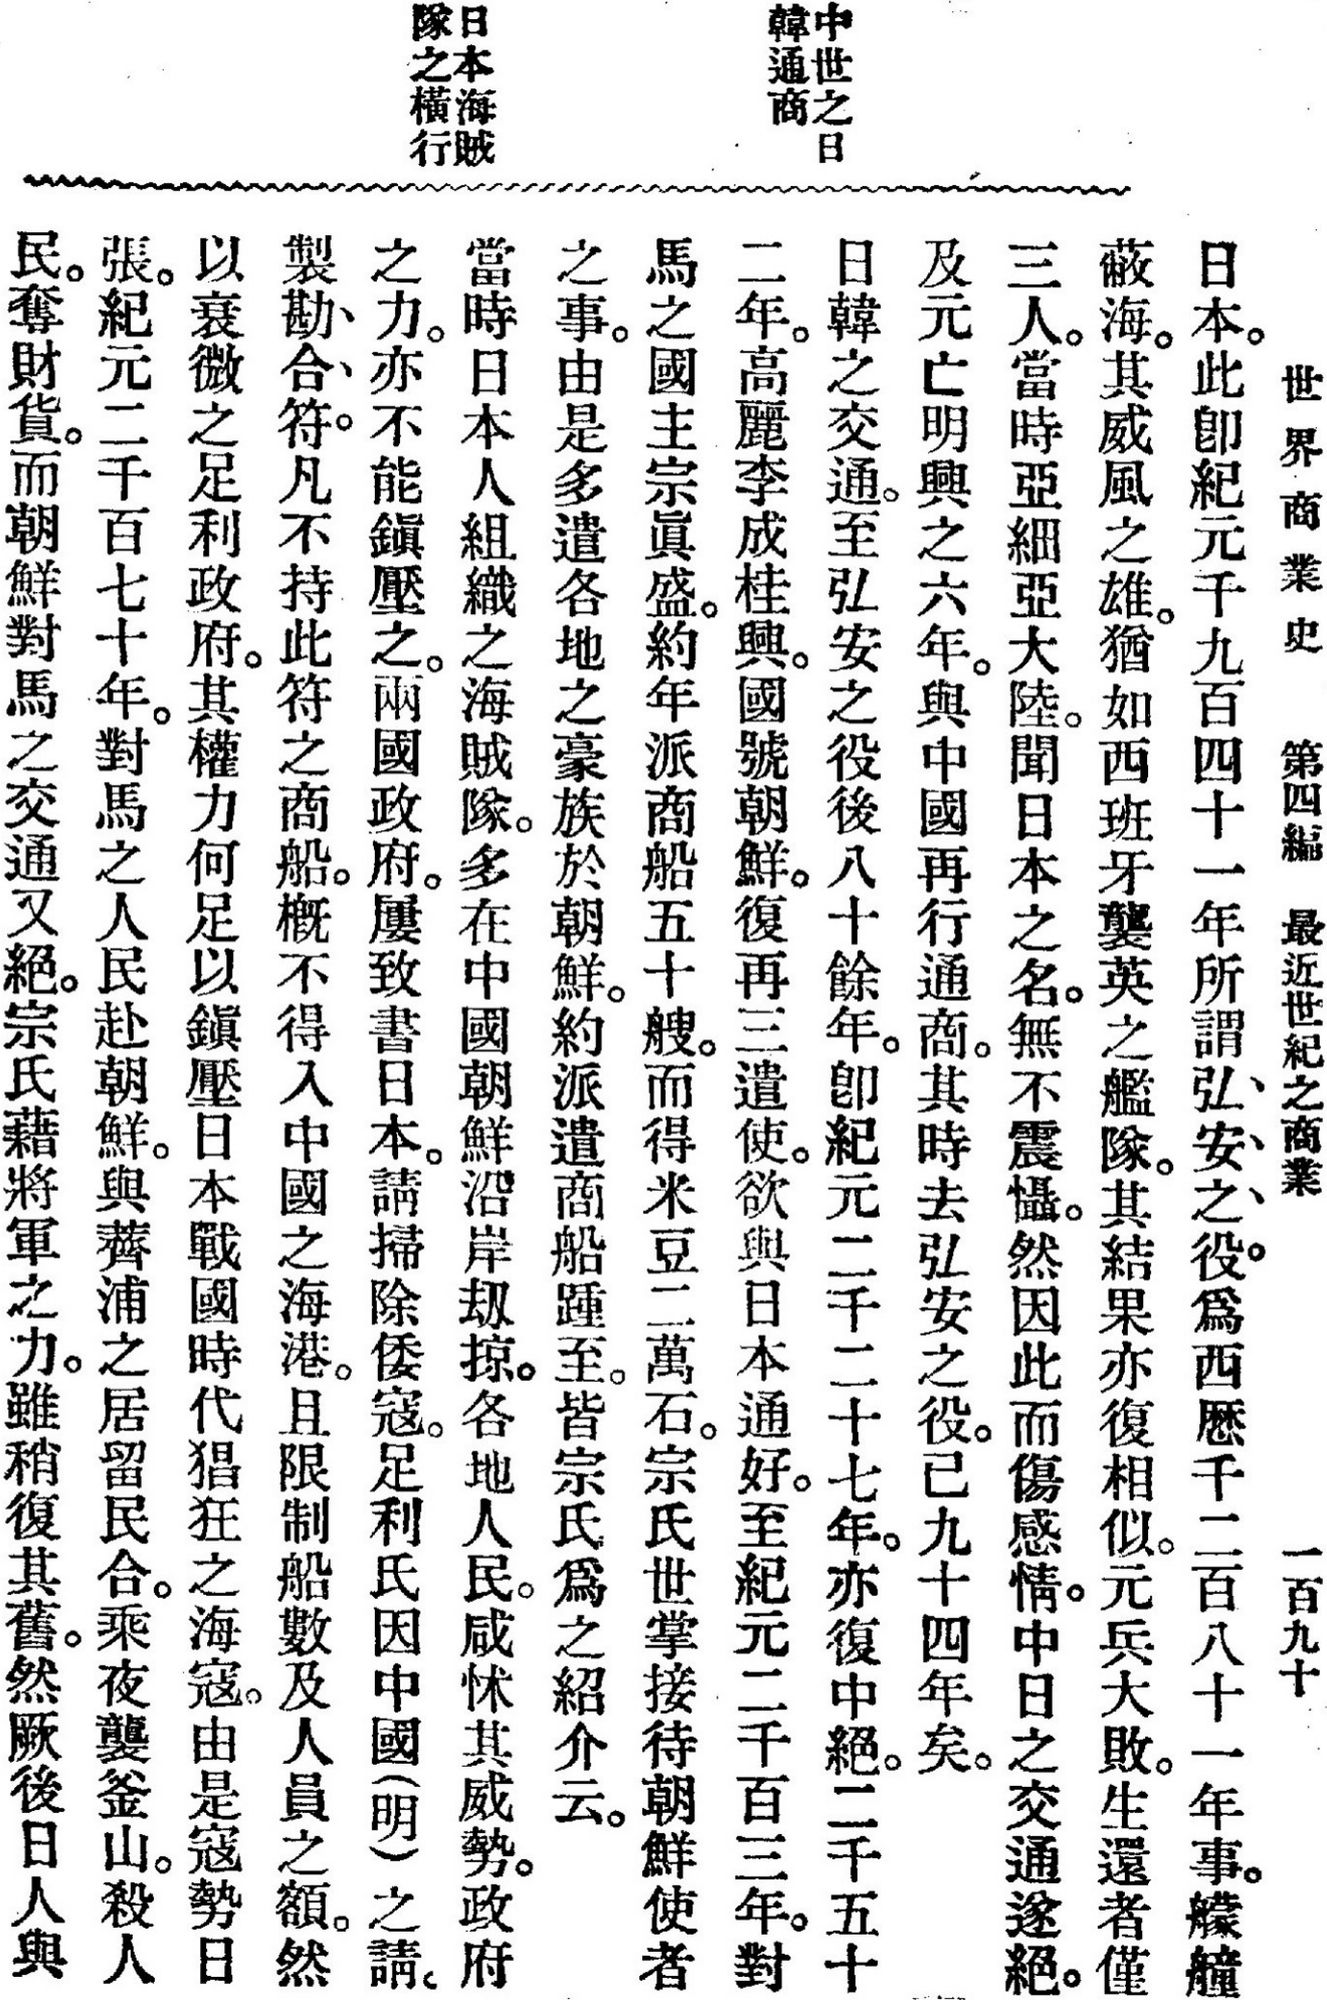 世界商業史　第四編　最近世紀之商業　一百九十
中世之日
韓通商
日本海賊
隊之橫行
日本。此卽紀元千九百四十一年所謂弘、安、之、役。爲西曆千二百八十一年事。艨艟
蔽海。其威風之雄。猶如西班牙襲英之艦隊。其結果亦復相似。元兵大敗。生還者僅
三人。當時亞細亞大陸。聞日本之名。無不震懾。然因此而傷感情。中日之交通遂絕。
及元亡明興之六年。與中國再行通商。其時去弘安之役。已九十四年矣。
日韓之交通。至弘安之役後八十餘年。卽紀元二千二十七年。亦復中絕。二千五十
二年。高麗李成桂興。國號朝鮮。復再三遣使。欲與日本通好。至紀元二千百三年。對
馬之國主宗眞盛。約年派商船五十艘。而得米豆二萬石。宗氏世掌接待朝鮮使者
之事。由是多遣各地之豪族於朝鮮。約派遣商船踵至。皆宗氏爲之紹介云。
當時日本人組織之海賊隊。多在中國朝鮮沿岸刧掠。各地人民。咸怵其威勢。政府
之力。亦不能鎭壓之。兩國政府。屢致書日本。請掃除倭寇。足利氏因中國(明)之請、
製勘、合、符。凡不持此符之商船。槪不得入中國之海港。且限制船數及人員之額。然
以衰微之足利政府。其權力何足以鎭壓日本戰國時代猖狂之海寇。由是寇勢日
張。紀元二千百七十年。對馬之人民赴朝鮮。與薺浦之居留民合。乘夜襲釜山。殺人
民。奪財貨。而朝鮮對馬之交通又絕。宗氏藉將軍之力。雖稍復其舊。然厥後日人與